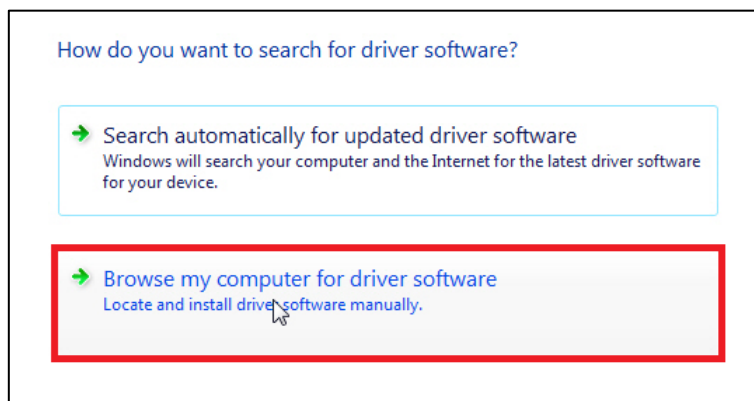 How do you want to search for driver software?
Search automatically for updated driver software
Windows will search your computer and the Internet for the latest driver software
for your device.
Browse my computer for driver software
Locate and install driver software manually.